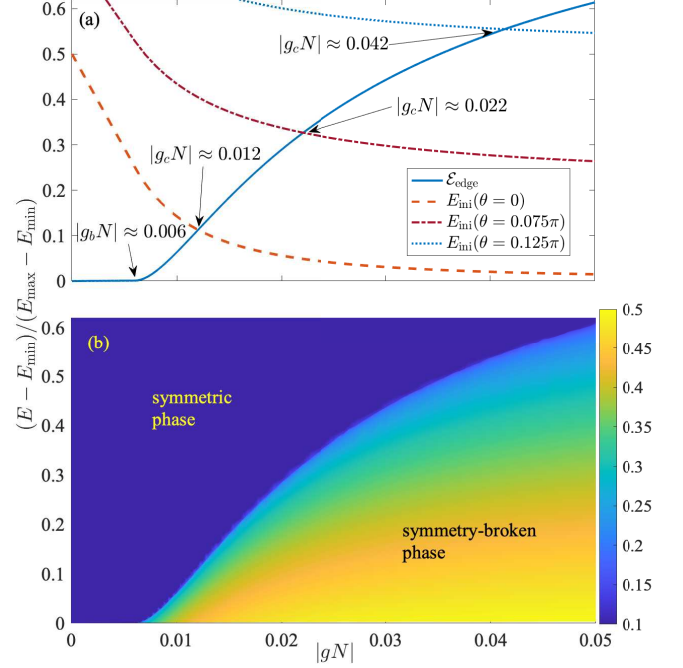 (a)
0.6
0.5
0.4
0.3
0.2
0.1
0
|g_cN| ≈ 0.042
|g_cN| ≈ 0.022
|g_cN| ≈ 0.012
|g_bN| ≈ 0.006
ℰ_edge
E_ini(θ = 0)
E_ini(θ = 0.075π)
E_ini(θ = 0.125π)
(E − E_min)/(E_max − E_min)
(b)
0.6
0.5
0.4
0.3
0.2
0.1
0
symmetric
phase
symmetry-broken
phase
0 0.01 0.02 0.03 0.04 0.05
|gN|
0.5
0.45
0.4
0.35
0.3
0.25
0.2
0.15
0.1